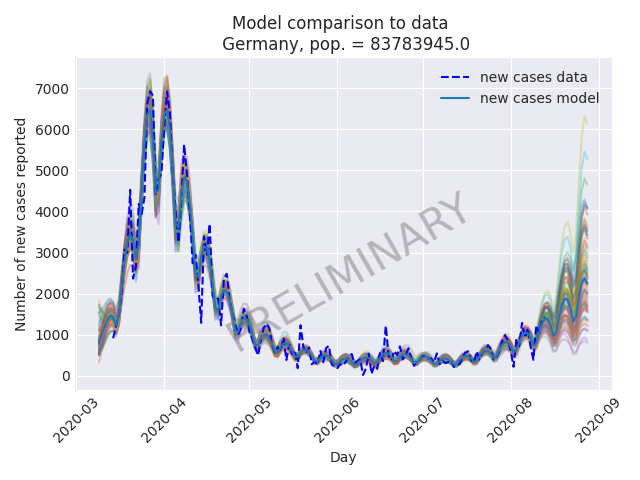 Model comparison to data
Germany, pop. = 83783945.0
new cases data
new cases model
Number of new cases reported
7000
6000
5000
4000
3000
2000
1000
0
PRELIMINARY
2020-03
2020-04
2020-05
2020-06
2020-07
2020-08
2020-09
Day